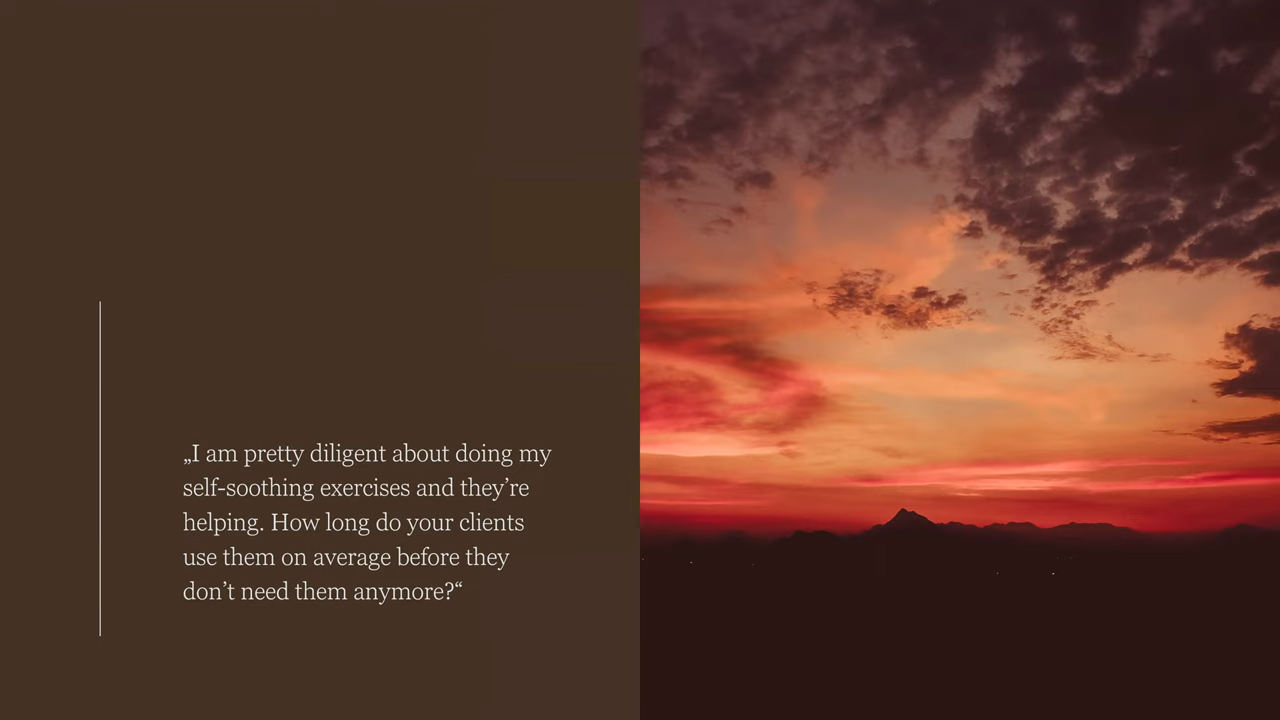 „I am pretty diligent about doing my
self-soothing exercises and they’re
helping. How long do your clients
use them on average before they
don’t need them anymore?“